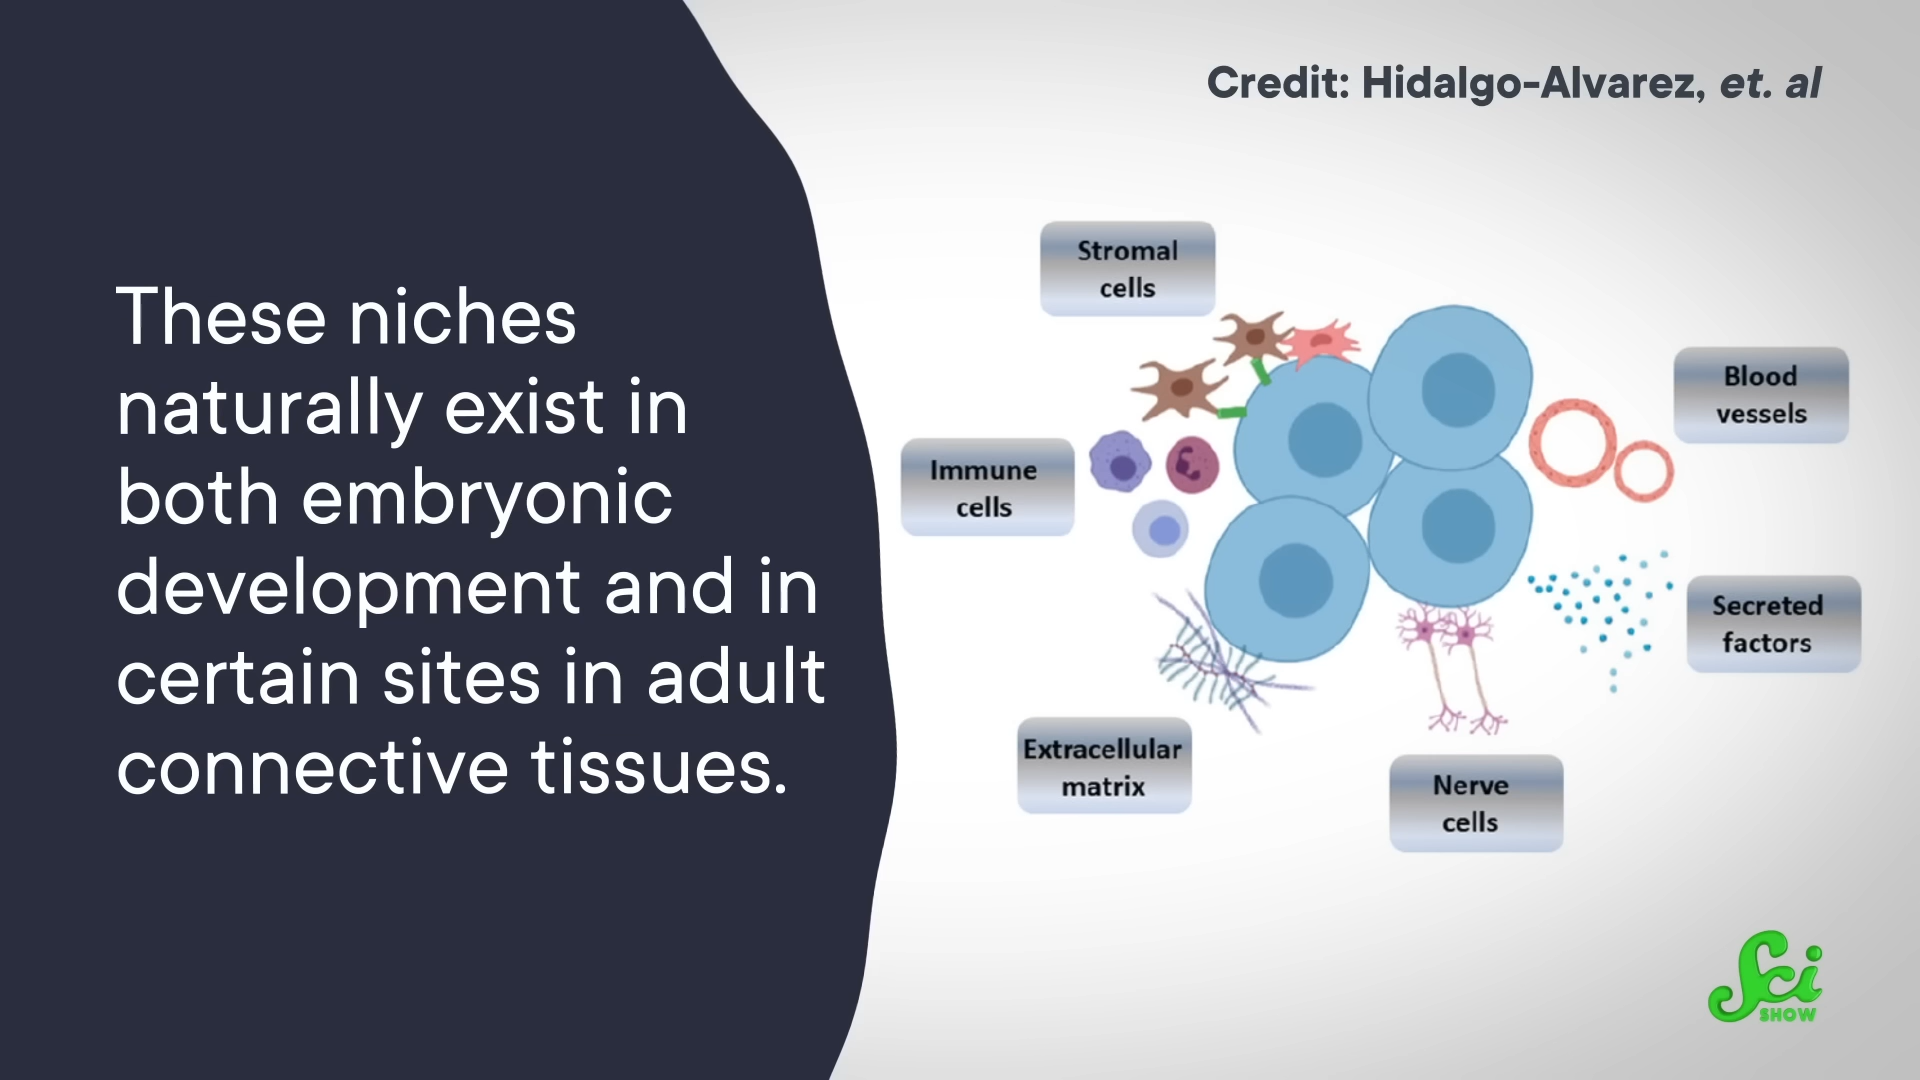 Credit: Hidalgo-Alvarez, et. al
These niches
naturally exist in
both embryonic
development and in
certain sites in adult
connective tissues.
Stromal
cells
Blood
vessels
Immune
cells
Secreted
factors
Extracellular
matrix
Nerve
cells
Sci
SHOW